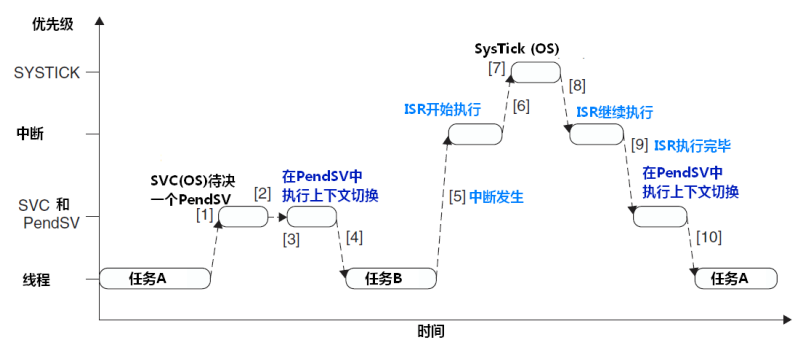 优先级
SysTick (OS)
SYSTICK
[7]
[8]
ISR开始执行
[6]
ISR继续执行
中断
[9] ISR执行完毕
SVC(OS)待决
一个PendSV
[2]
在PendSV中
执行上下文切换
在PendSV中
执行上下文切换
[5] 中断发生
SVC 和
PendSV
[1]
[3]
[4]
[10]
线程
任务A
任务B
任务A
时间